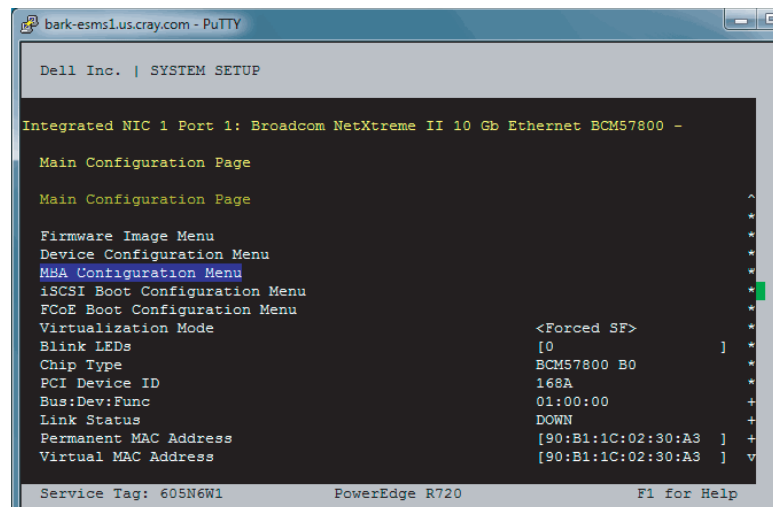 bark-esms1.us.cray.com - PuTTY
Dell Inc. | SYSTEM SETUP
Integrated NIC 1 Port 1: Broadcom NetXtreme II 10 Gb Ethernet BCM57800 -
Main Configuration Page
Main Configuration Page ^
*
Firmware Image Menu *
Device Configuration Menu *
MBA Configuration Menu *
iSCSI Boot Configuration Menu *
FCoE Boot Configuration Menu *
Virtualization Mode <Forced SF> *
Blink LEDs [0 ] *
Chip Type BCM57800 B0 *
PCI Device ID 168A *
Bus:Dev:Func 01:00:00 +
Link Status DOWN +
Permanent MAC Address [90:B1:1C:02:30:A3 ] +
Virtual MAC Address [90:B1:1C:02:30:A3 ] v
Service Tag: 605N6W1 PowerEdge R720 F1 for Help